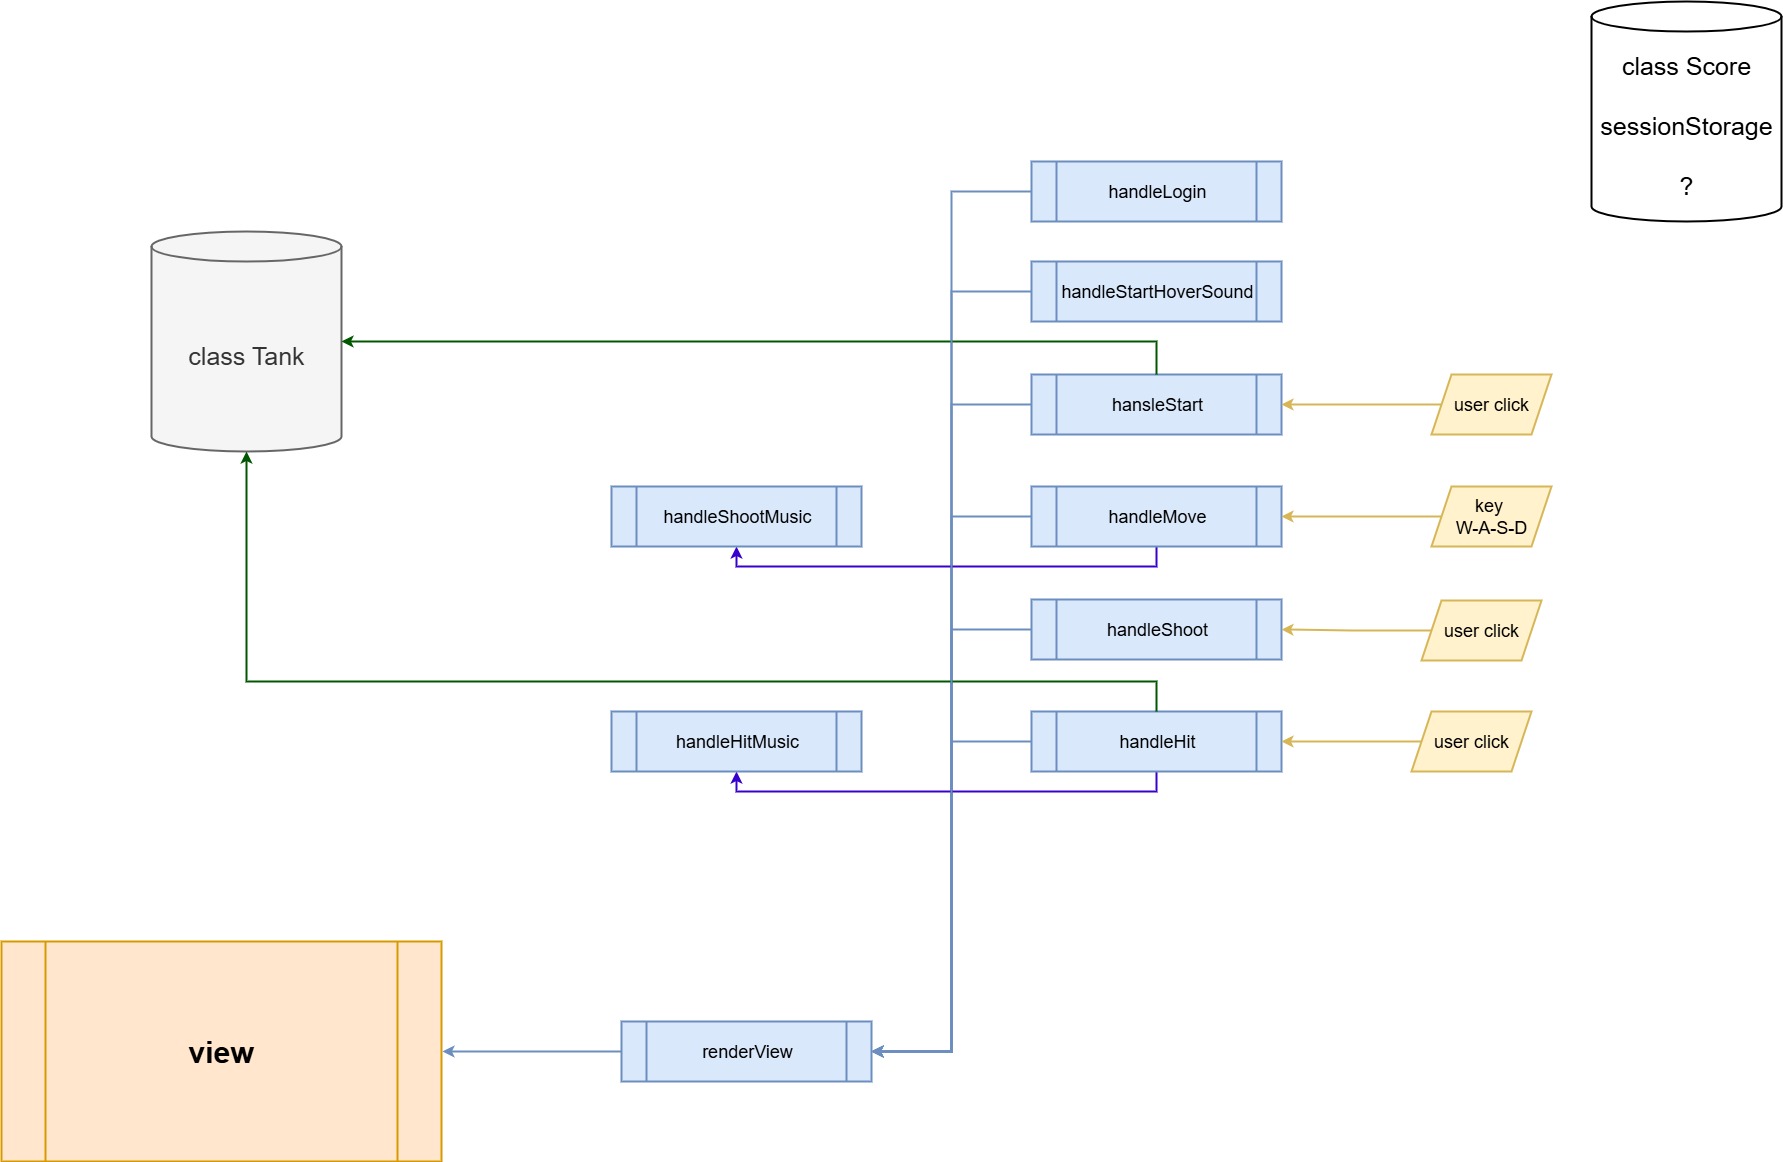 class Score
sessionStorage
?
handleLogin
handleStartHoverSound
class Tank
hansleStart
user click
handleShootMusic
handleMove
key
W-A-S-D
handleShoot
user click
handleHitMusic
handleHit
user click
view
renderView